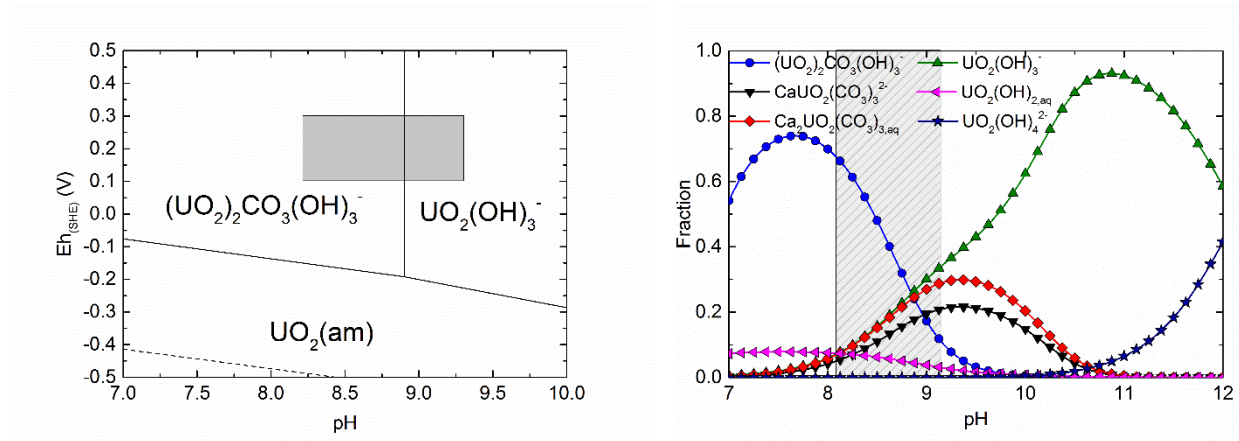 0.5
0.4
0.3
0.2
0.1
0.0
-0.1
-0.2
-0.3
-0.4
-0.5
Eh(SHE) (V)
(UO2)2CO3(OH)3-
UO2(OH)3-
UO2(am)
7.0 7.5 8.0 8.5 9.0 9.5 10.0
pH
1.0
0.8
0.6
0.4
0.2
0.0
Fraction
(UO2)2CO3(OH)3- UO2(OH)3-
CaUO2(CO3)3 2- UO2(OH)2,aq
Ca2UO2(CO3)3,aq UO2(OH)4 2-
7 8 9 10 11 12
pH